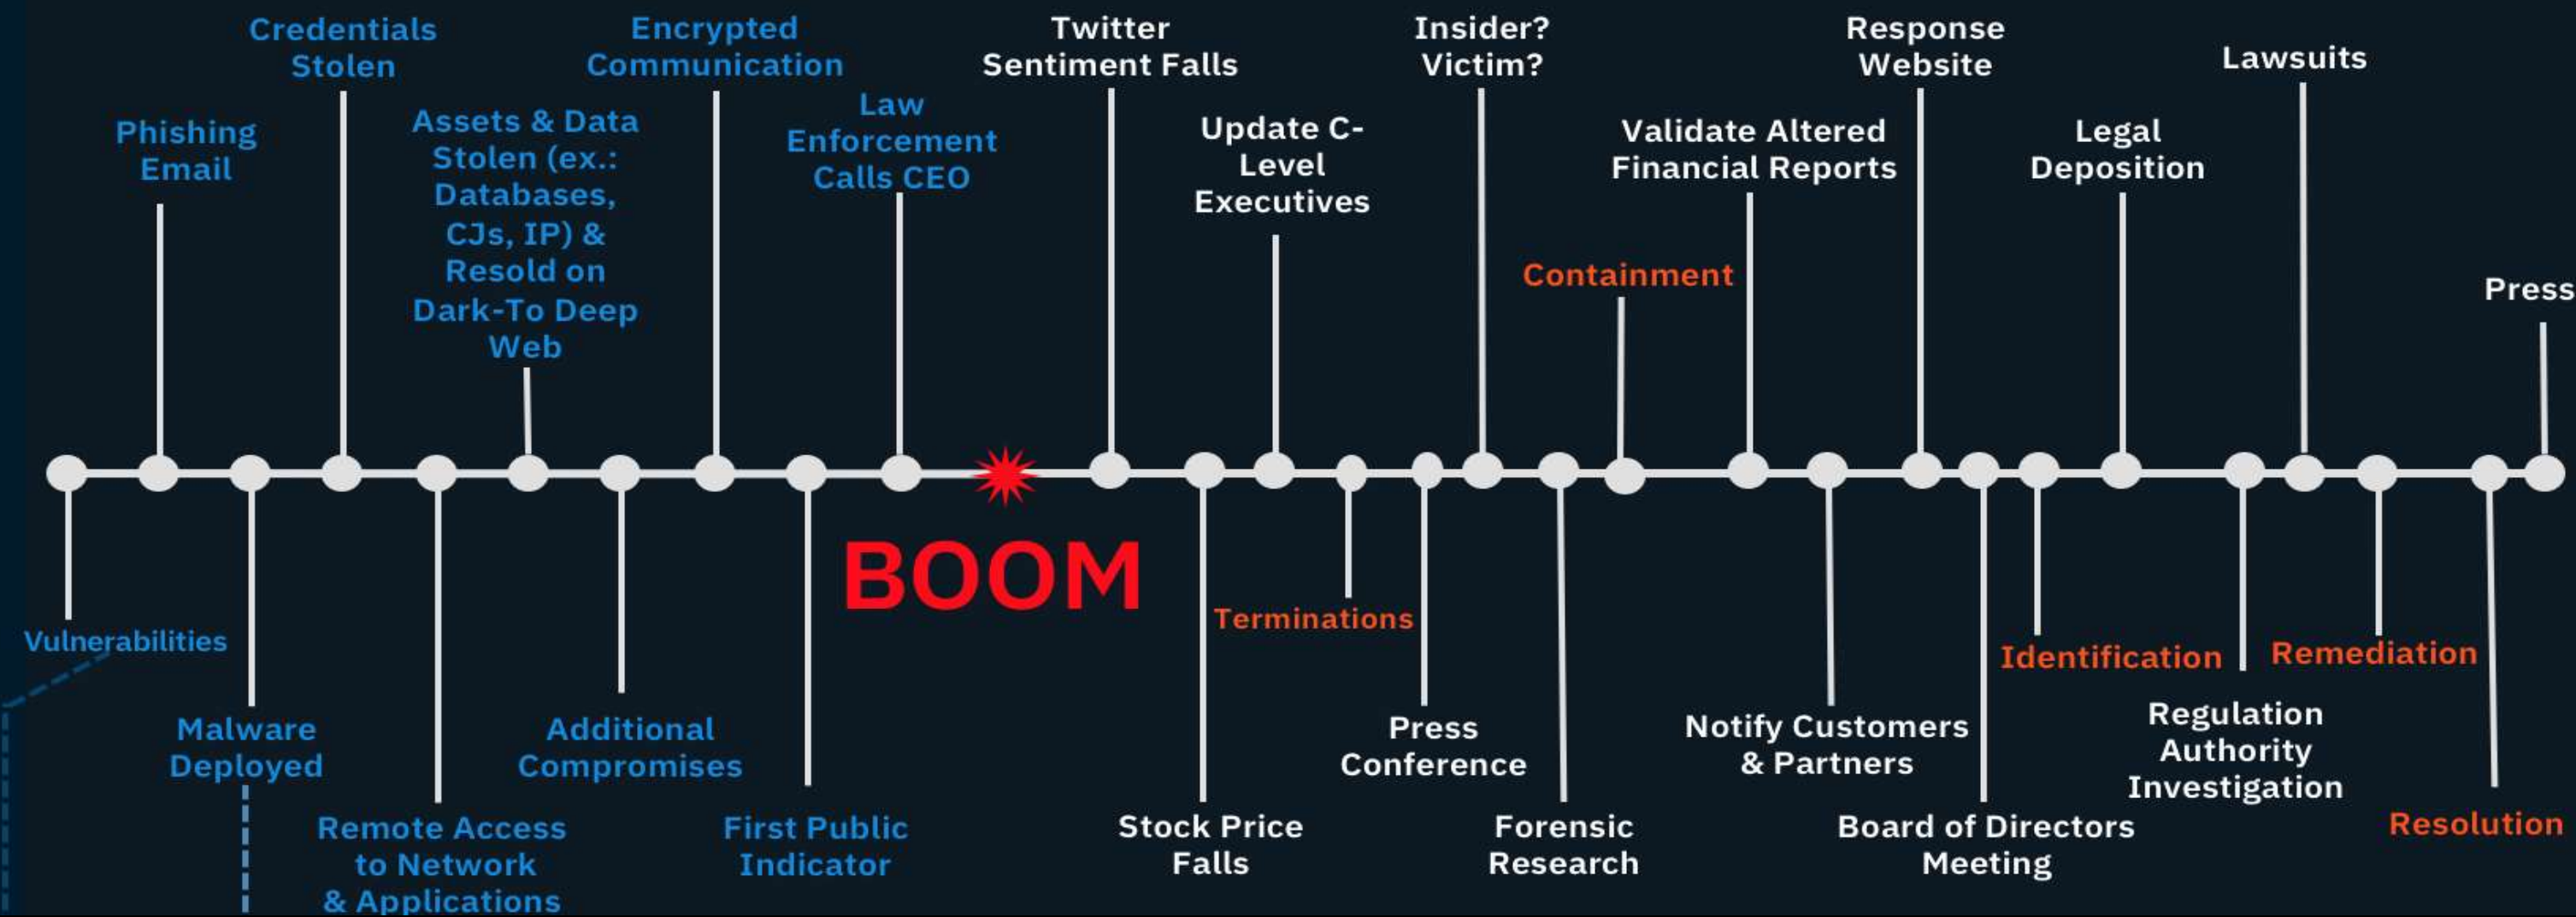 Credentials
Stolen
Encrypted
Communication
Twitter
Sentiment Falls
Insider?
Victim?
Response
Website
Lawsuits
Phishing
Email
Assets & Data
Stolen (ex.:
Databases,
CJs, IP) &
Resold on
Dark-To Deep
Web
Law
Enforcement
Calls CEO
Update C-
Level
Executives
Validate Altered
Financial Reports
Legal
Deposition
Containment
Press
BOOM
Vulnerabilities
Terminations
Identification
Remediation
Malware
Deployed
Additional
Compromises
Press
Conference
Notify Customers
& Partners
Regulation
Authority
Investigation
Remote Access
to Network
& Applications
First Public
Indicator
Stock Price
Falls
Forensic
Research
Board of Directors
Meeting
Resolution